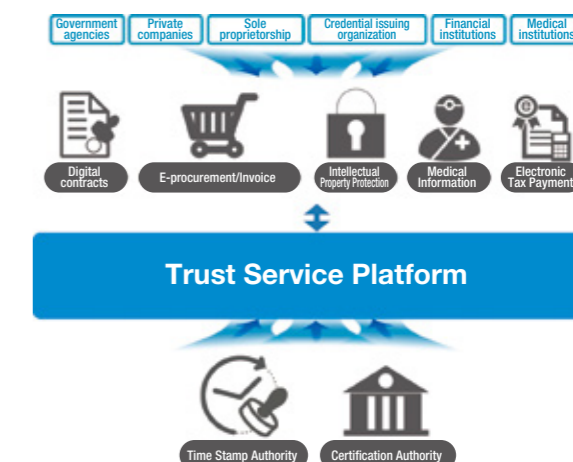 Government
agencies
Private
companies
Sole
proprietorship
Credential issuing
organization
Financial
institutions
Medical
institutions
Digital
contracts
E-procurement/Invoice
Intellectual
Property Protection
Medical
Information
Electronic
Tax Payment
Trust Service Platform
Time Stamp Authority
Certification Authority